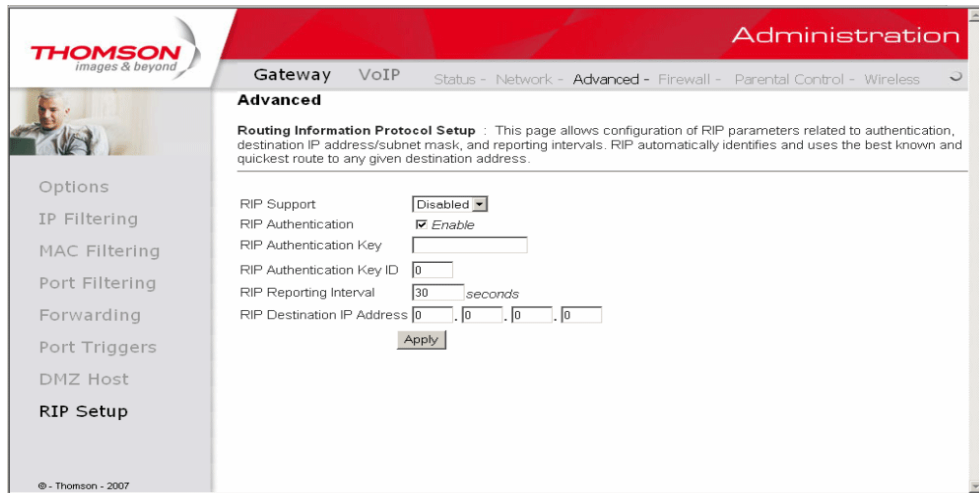 Administration
THOMSON
images & beyond
Gateway VoIP Status - Network - Advanced - Firewall - Parental Control - Wireless
Advanced
Routing Information Protocol Setup : This page allows configuration of RIP parameters related to authentication,
destination IP address/subnet mask, and reporting intervals. RIP automatically identifies and uses the best known and
quickest route to any given destination address.
Options
IP Filtering
MAC Filtering
Port Filtering
Forwarding
Port Triggers
DMZ Host
RIP Setup
RIP Support Disabled
RIP Authentication Enable
RIP Authentication Key
RIP Authentication Key ID 0
RIP Reporting Interval 30 seconds
RIP Destination IP Address 0 . 0 . 0 . 0
Apply
© - Thomson - 2007